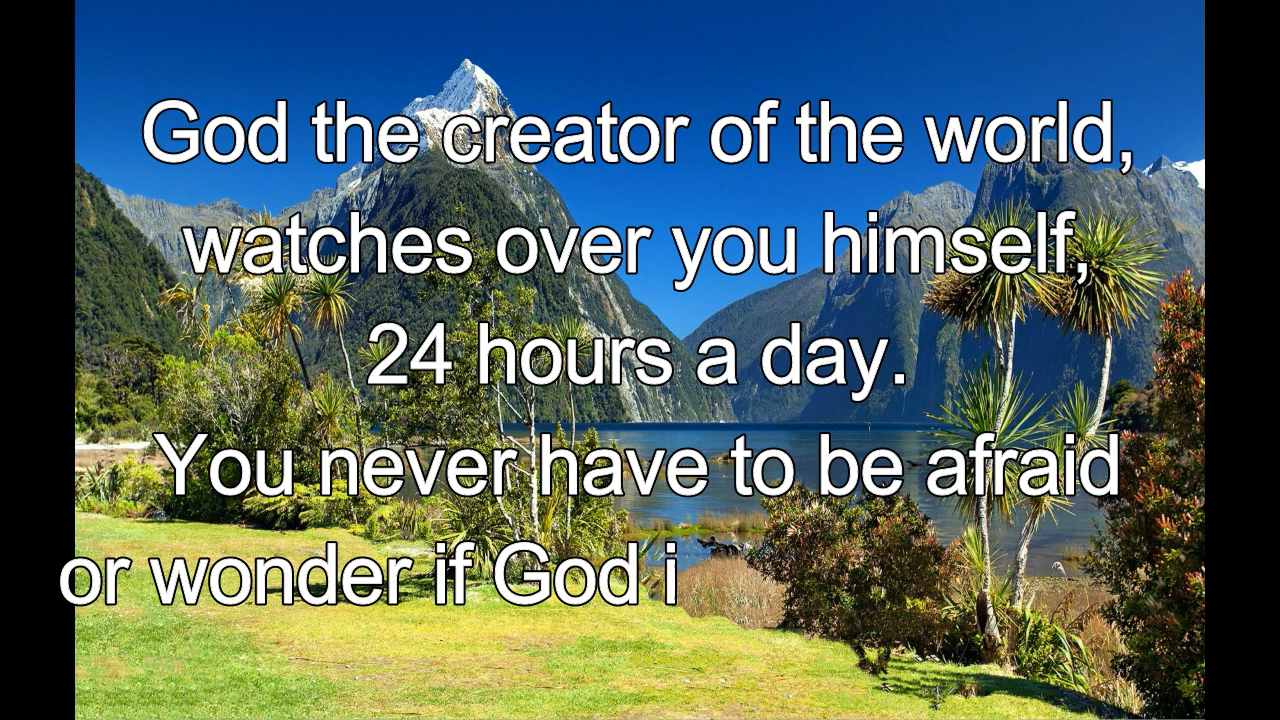 God the creator of the world,
watches over you himself,
24 hours a day.
You never have to be afraid
or wonder if God i